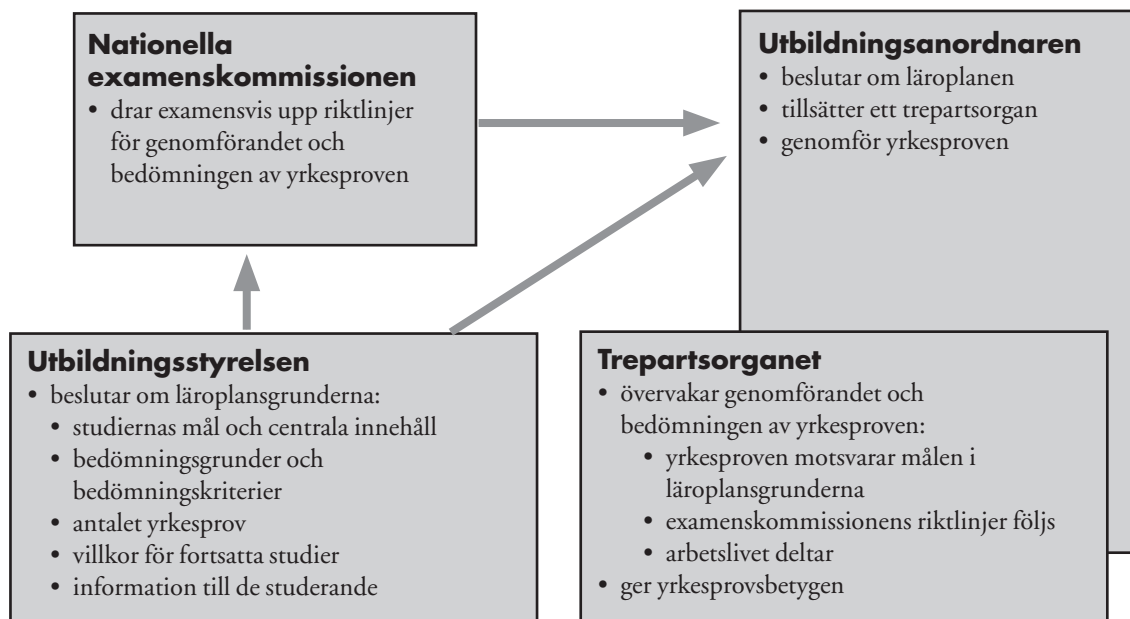 Nationella
examenskommissionen
• drar examensvis upp riktlinjer
för genomförandet och
bedömningen av yrkesproven
Utbildningsanordnaren
• beslutar om läroplanen
• tillsätter ett trepartsorgan
• genomför yrkesproven
Utbildningsstyrelsen
• beslutar om läroplansgrunderna:
• studiernas mål och centrala innehåll
• bedömningsgrunder och
bedömningskriterier
• antalet yrkesprov
• villkor för fortsatta studier
• information till de studerande
Trepartsorganet
• övervakar genomförandet och
bedömningen av yrkesproven:
• yrkesproven motsvarar målen i
läroplansgrunderna
• examenskommissionens riktlinjer följs
• arbetslivet deltar
• ger yrkesprovsbetygen